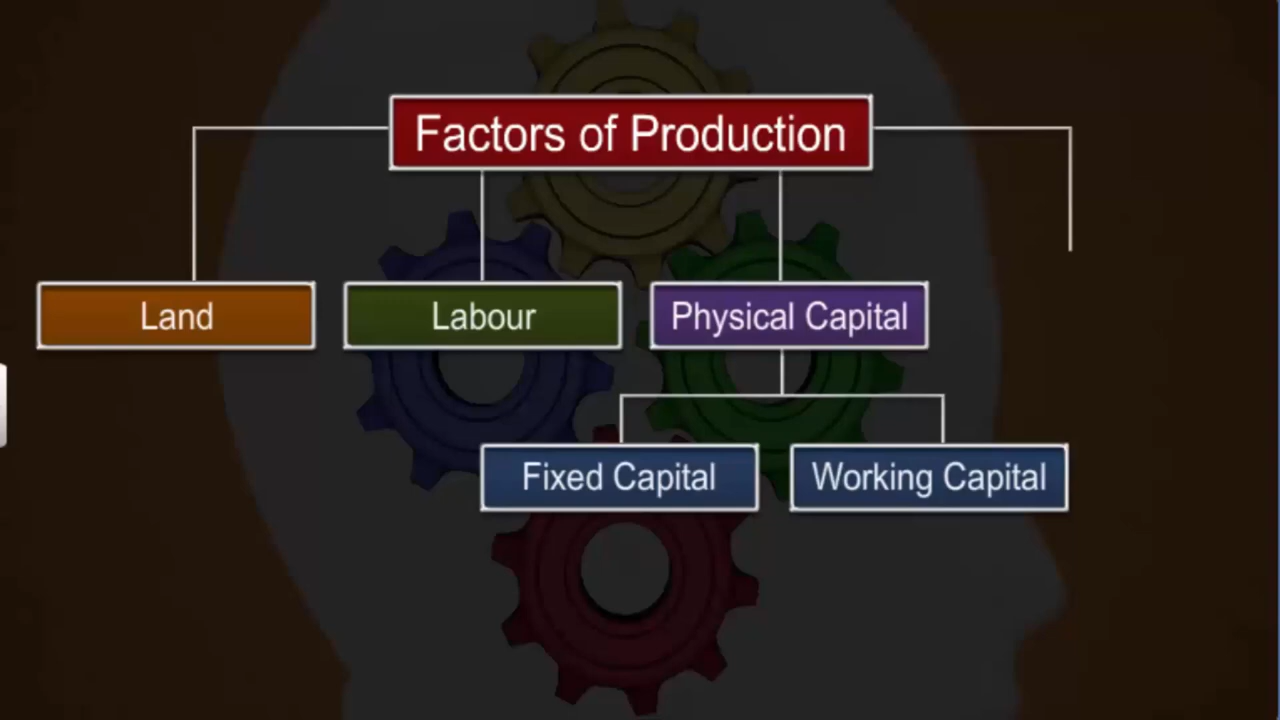 Factors of Production
Land
Labour
Physical Capital
Fixed Capital
Working Capital